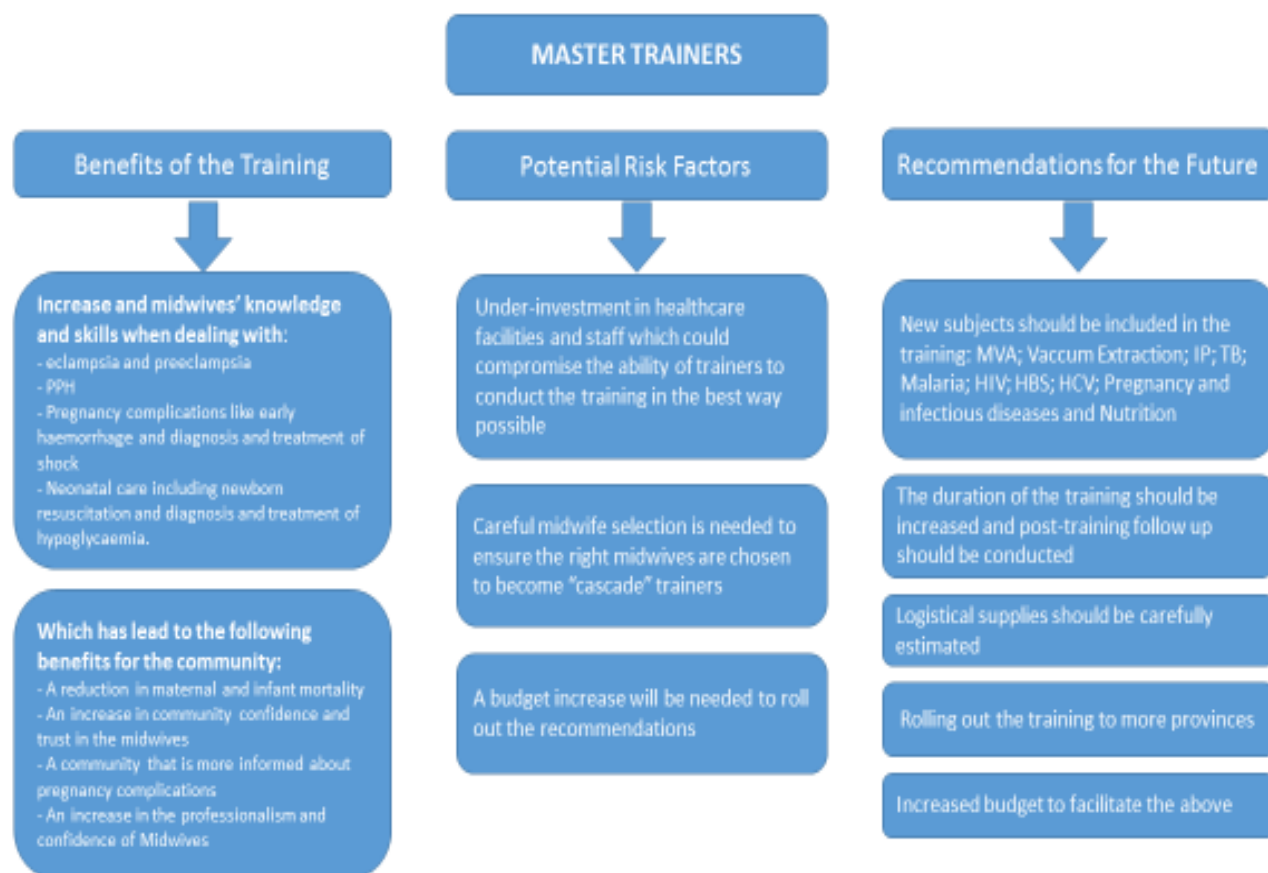 MASTER TRAINERS
Benefits of the Training
Increase and midwives' knowledge
and skills when dealing with:
- eclampsia and preeclampsia
- PPH
- Pregnancy complications like early
haemorrhage and diagnosis and treatment of
shock
- Neonatal care including newborn
resuscitation and diagnosis and treatment of
hypoglycaemia.
Which has lead to the following
benefits for the community:
- A reduction in maternal and infant mortality
- An increase in community confidence and
trust in the midwives
- A community that is more informed about
pregnancy complications
- An increase in the professionalism and
confidence of Midwives
Potential Risk Factors
Under-investment in healthcare
facilities and staff which could
compromise the ability of trainers to
conduct the training in the best way
possible
Careful midwife selection is needed to
ensure the right midwives are chosen
to become "cascade" trainers
A budget increase will be needed to roll
out the recommendations
Recommendations for the Future
New subjects should be included in the
training: MVA; Vaccum Extraction; IP; TB;
Malaria; HIV; HBS; HCV; Pregnancy and
infectious diseases and Nutrition
The duration of the training should be
increased and post-training follow up
should be conducted
Logistical supplies should be carefully
estimated
Rolling out the training to more provinces
Increased budget to facilitate the above